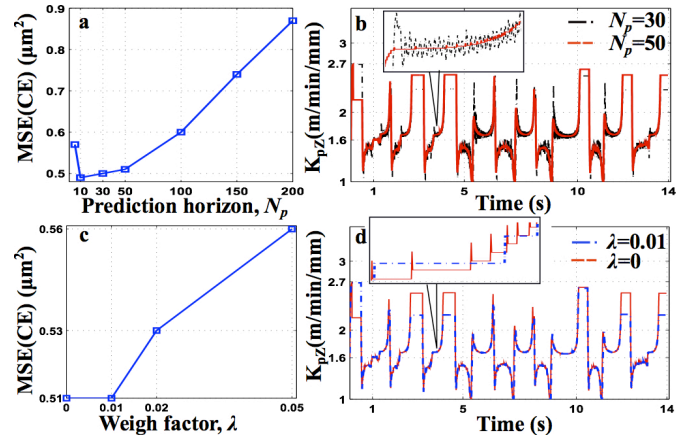 a
MSE(CE) (μm²)
0.9
0.8
0.7
0.6
0.5
10 30 50 100 150 200
Prediction horizon, Np
b
Np=30
Np=50
KpZ(m/min/mm)
3
2.7
2
1.6
1
1 5 10 14
Time (s)
c
MSE(CE) (μm²)
0.56
0.53
0.51
0 0.01 0.02 0.05
Weigh factor, λ
d
λ=0.01
λ=0
KpZ(m/min/mm)
3
2.7
2
1.6
1
1 5 10 14
Time (s)